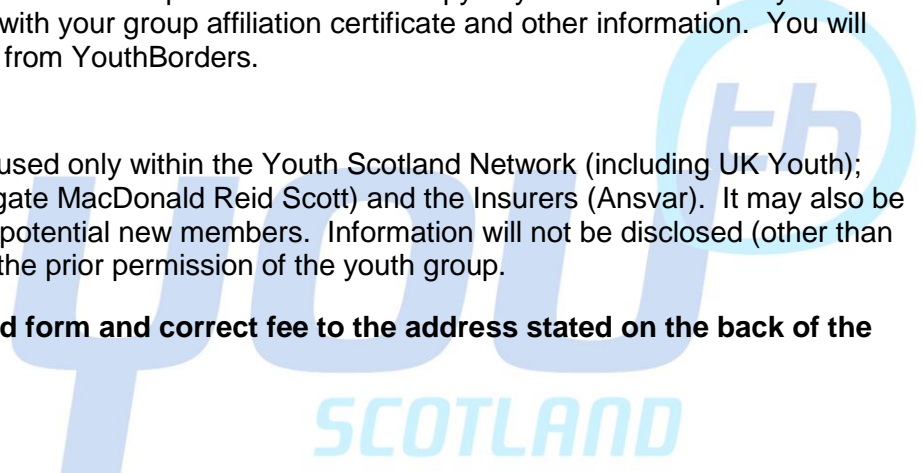 with your group affiliation certificate and other information.  You will
from YouthBorders.
used only within the Youth Scotland Network (including UK Youth);
gate MacDonald Reid Scott) and the Insurers (Ansvar).  It may also be
potential new members.  Information will not be disclosed (other than
the prior permission of the youth group.
d form and correct fee to the address stated on the back of the
you
th
SCOTLAND